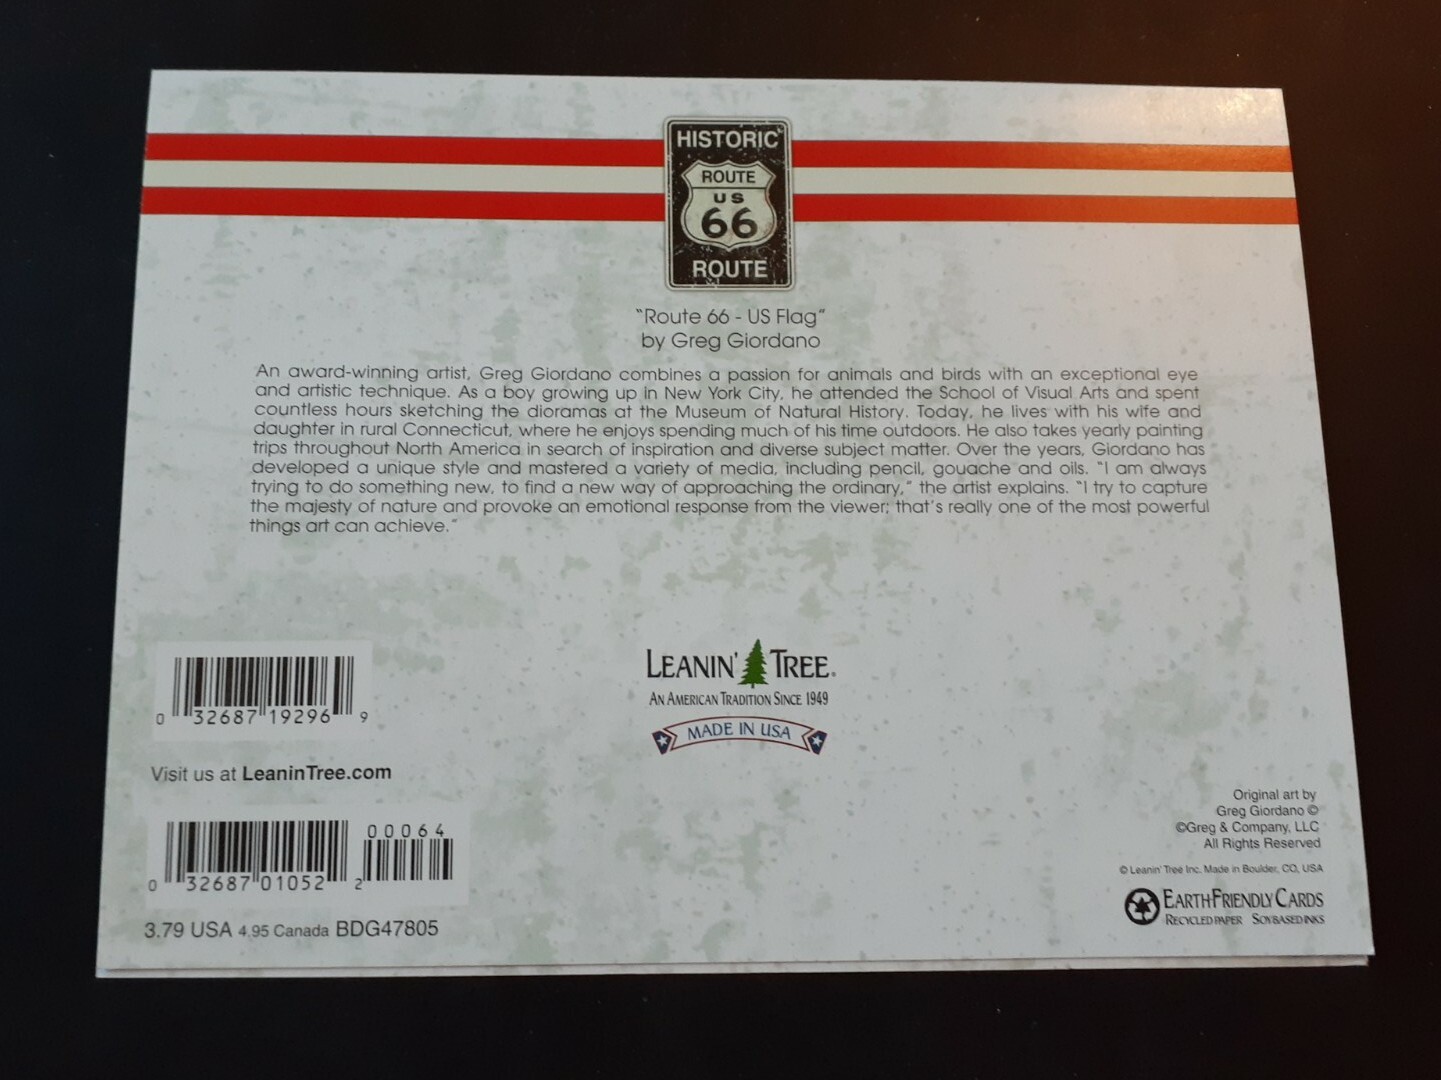 HISTORIC
ROUTE
US
66
ROUTE
"Route 66 - US Flag"
by Greg Giordano
An award-winning artist, Greg Giordano combines a passion for animals and birds with an exceptional eye
and artistic technique. As a boy growing up in New York City, he attended the School of Visual Arts and spent
countless hours sketching the dioramas at the Museum of Natural History. Today, he lives with his wife and
daughter in rural Connecticut, where he enjoys spending much of his time outdoors. He also takes yearly painting
trips throughout North America in search of inspiration and diverse subject matter. Over the years, Giordano has
developed a unique style and mastered a variety of media, including pencil, gouache and oils. "I am always
trying to do something new, to find a new way of approaching the ordinary," the artist explains. "I try to capture
the majesty of nature and provoke an emotional response from the viewer; that's really one of the most powerful
things art can achieve."
LEANIN' TREE®
AN AMERICAN TRADITION SINCE 1949
MADE IN USA
0 32687 19296 9
Visit us at LeaninTree.com
00064
0 32687 01052 2
3.79 USA 4.95 Canada BDG47805
Original art by
Greg Giordano ©
©Greg & Company, LLC
All Rights Reserved
© Leanin' Tree Inc. Made in Boulder, CO, USA
EARTH-FRIENDLY CARDS
RECYCLED PAPER SOY BASED INKS